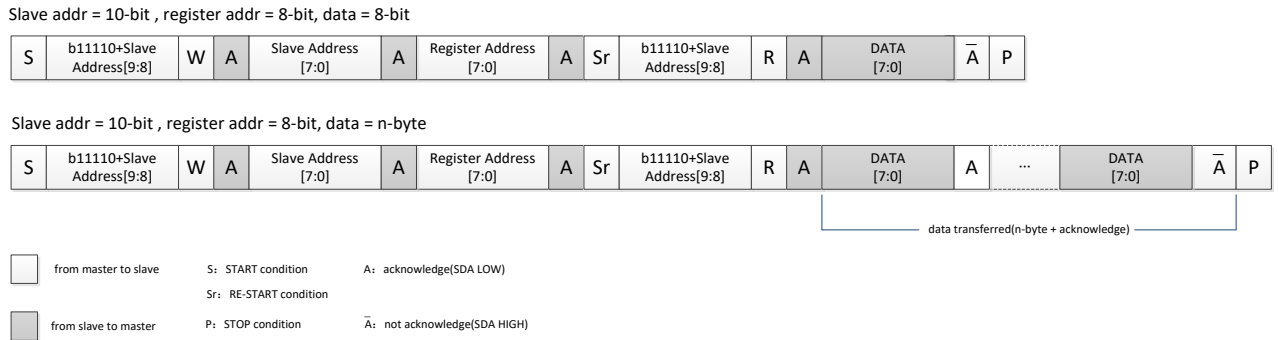 Slave addr = 10-bit , register addr = 8-bit, data = 8-bit
S b11110+Slave W A Slave Address A Register Address A Sr b11110+Slave R A DATA A̅ P
Address[9:8] [7:0] [7:0] Address[9:8] [7:0]
Slave addr = 10-bit , register addr = 8-bit, data = n-byte
S b11110+Slave W A Slave Address A Register Address A Sr b11110+Slave R A DATA A ... DATA A̅ P
Address[9:8] [7:0] [7:0] Address[9:8] [7:0] [7:0]
data transferred(n-byte + acknowledge)
from master to slave S: START condition A: acknowledge(SDA LOW)
Sr: RE-START condition
from slave to master P: STOP condition A̅: not acknowledge(SDA HIGH)